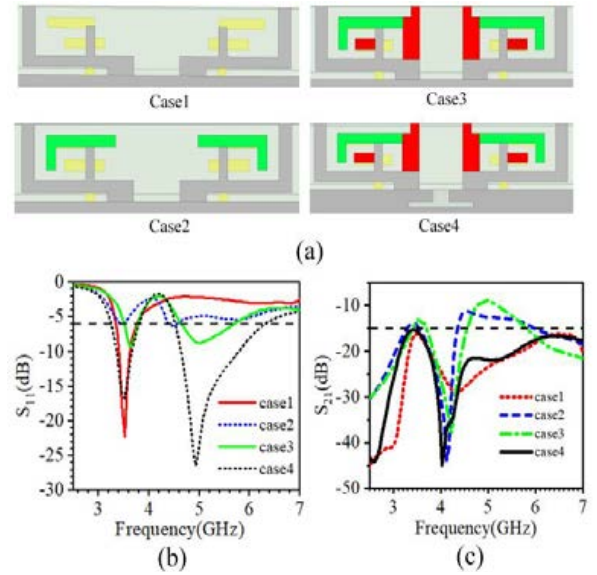 Case1
Case3
Case2
Case4
(a)
0
-5
-10
-15
-20
-25
-30
S11(dB)
case1
case2
case3
case4
3 4 5 6 7
Frequency(GHz)
(b)
-10
-20
-30
-40
-50
S21(dB)
case1
case2
case3
case4
3 4 5 6 7
Frequency(GHz)
(c)